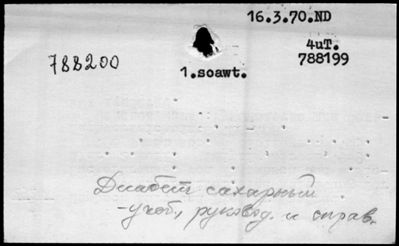 16.3.70.ND
788200
4uT.
788199
1.soawt.
Диабет сахарный
-учеб., руковод. и справ.